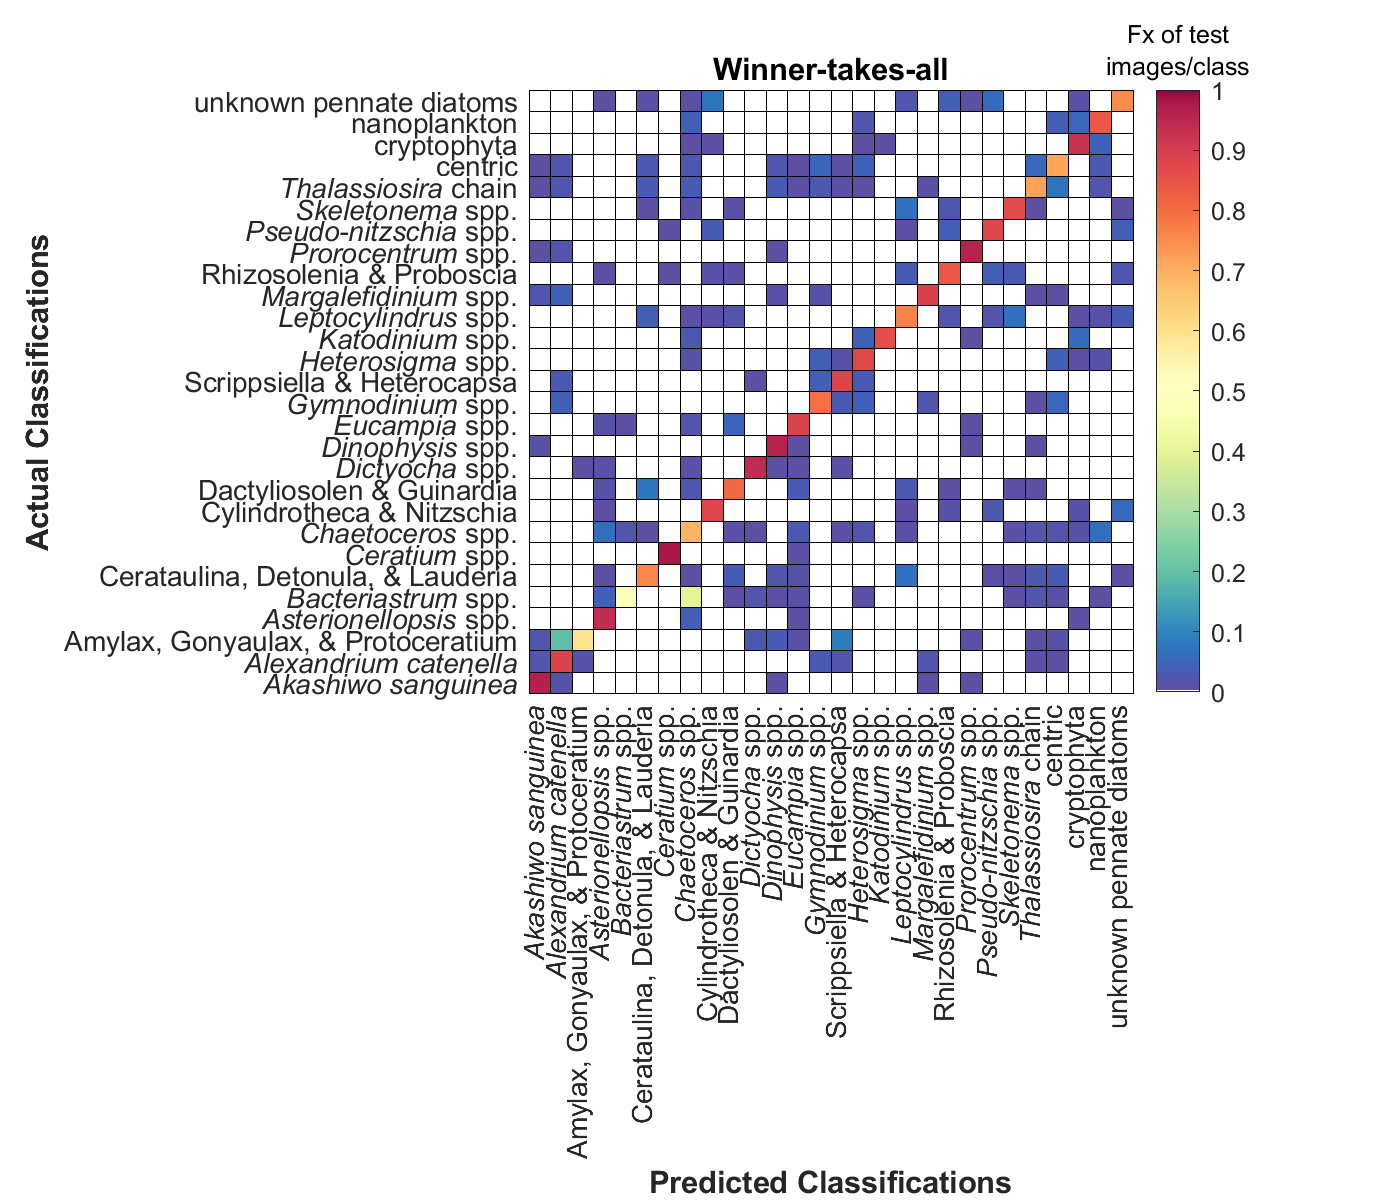 Fx of test
images/class
Winner-takes-all
unknown pennate diatoms
nanoplankton
cryptophyta
centric
Thalassiosira chain
Skeletonema spp.
Pseudo-nitzschia spp.
Prorocentrum spp.
Rhizosolenia & Proboscia
Margalefidinium spp.
Leptocylindrus spp.
Katodinium spp.
Heterosigma spp.
Scrippsiella & Heterocapsa
Gymnodinium spp.
Eucampia spp.
Dinophysis spp.
Dictyocha spp.
Dactyliosolen & Guinardia
Cylindrotheca & Nitzschia
Chaetoceros spp.
Ceratium spp.
Cerataulina, Detonula, & Lauderia
Bacteriastrum spp.
Asterionellopsis spp.
Amylax, Gonyaulax, & Protoceratium
Alexandrium catenella
Akashiwo sanguinea
Actual Classifications
1
0.9
0.8
0.7
0.6
0.5
0.4
0.3
0.2
0.1
0
Akashiwo sanguinea
Alexandrium catenella
Amylax, Gonyaulax, & Protoceratium
Asterionellopsis spp.
Bacteriastrum spp.
Cerataulina, Detonula, & Lauderia
Ceratium spp.
Chaetoceros spp.
Cylindrotheca & Nitzschia
Dactyliosolen & Guinardia
Dictyocha spp.
Dinophysis spp.
Eucampia spp.
Gymnodinium spp.
Scrippsiella & Heterocapsa
Heterosigma spp.
Katodinium spp.
Leptocylindrus spp.
Margalefidinium spp.
Rhizosolenia & Proboscia
Prorocentrum spp.
Pseudo-nitzschia spp.
Skeletonema spp.
Thalassiosira chain
centric
cryptophyta
nanoplankton
unknown pennate diatoms
Predicted Classifications